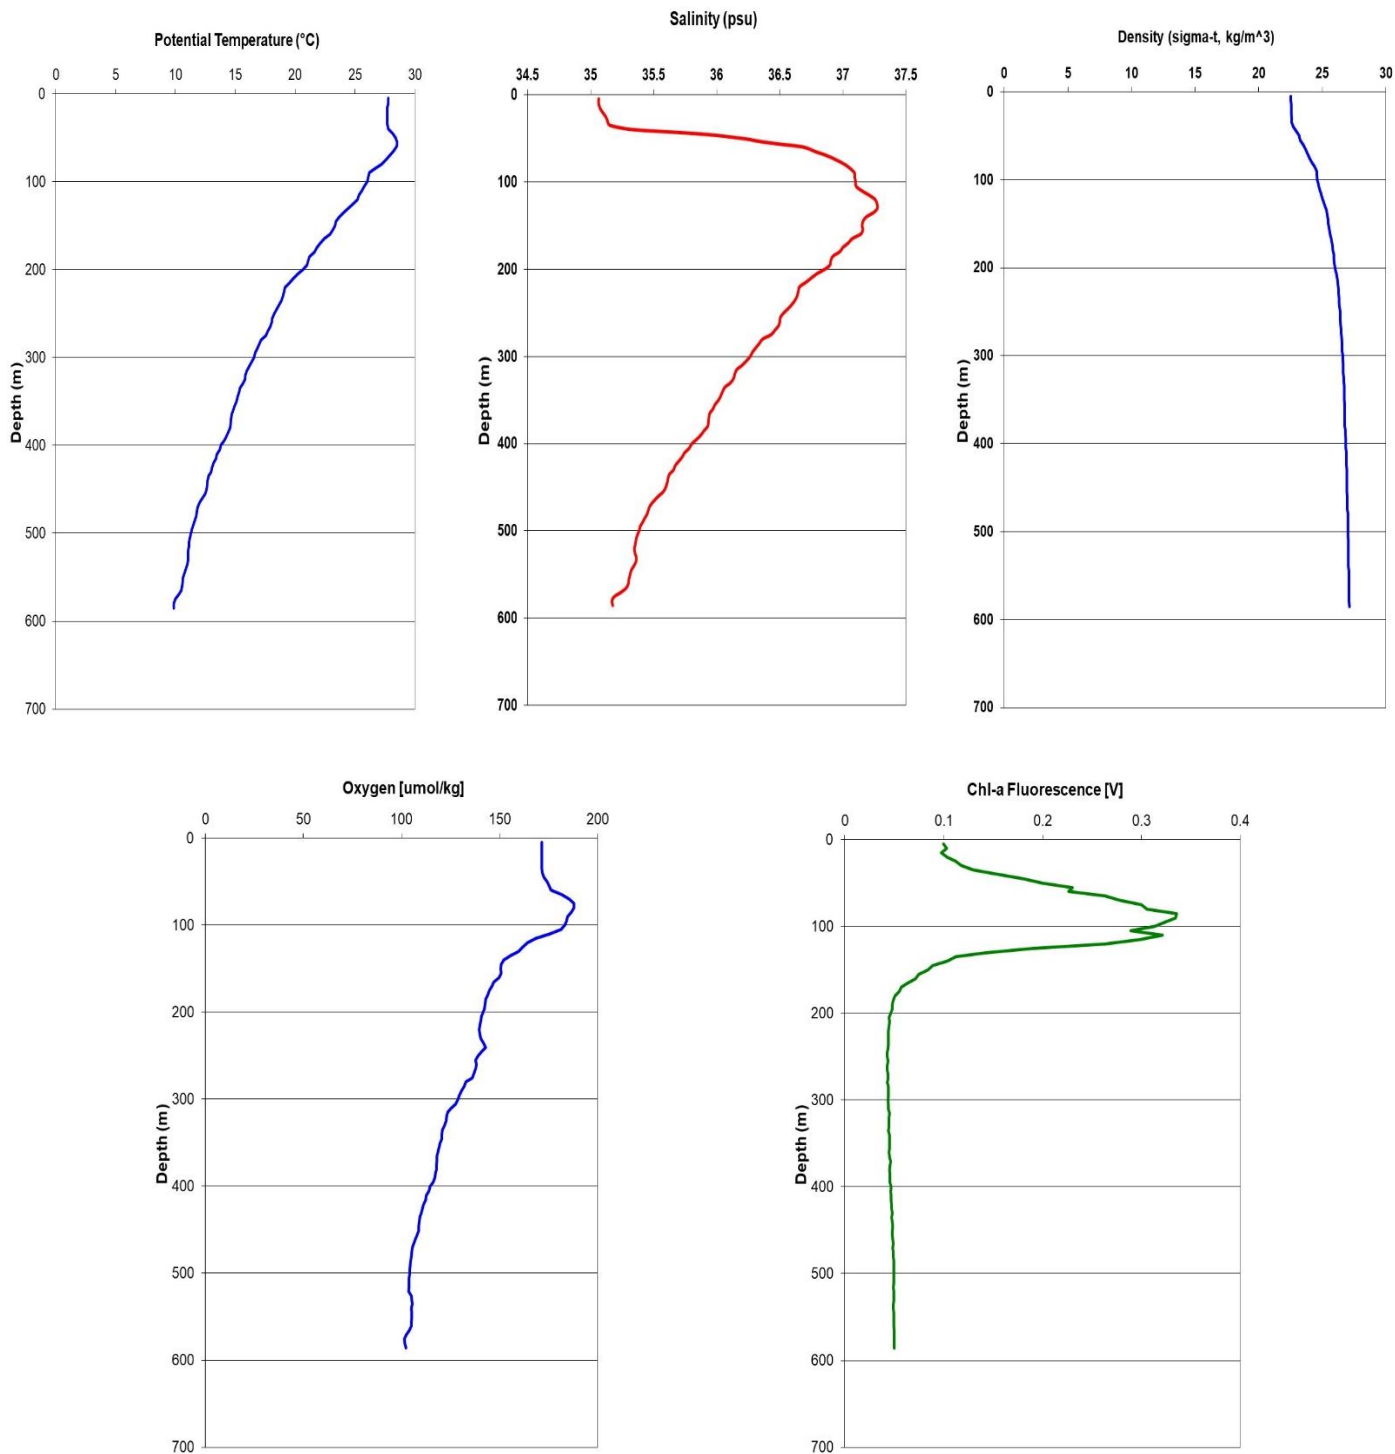 Potential Temperature (°C)
0 5 10 15 20 25 30
0
100
200
300
400
500
600
700
Depth (m)
Salinity (psu)
34.5 35 35.5 36 36.5 37 37.5
0
100
200
300
400
500
600
700
Depth (m)
Density (sigma-t, kg/m^3)
0 5 10 15 20 25 30
0
100
200
300
400
500
600
700
Depth (m)
Oxygen [umol/kg]
0 50 100 150 200
0
100
200
300
400
500
600
700
Depth (m)
Chl-a Fluorescence [V]
0 0.1 0.2 0.3 0.4
0
100
200
300
400
500
600
700
Depth (m)